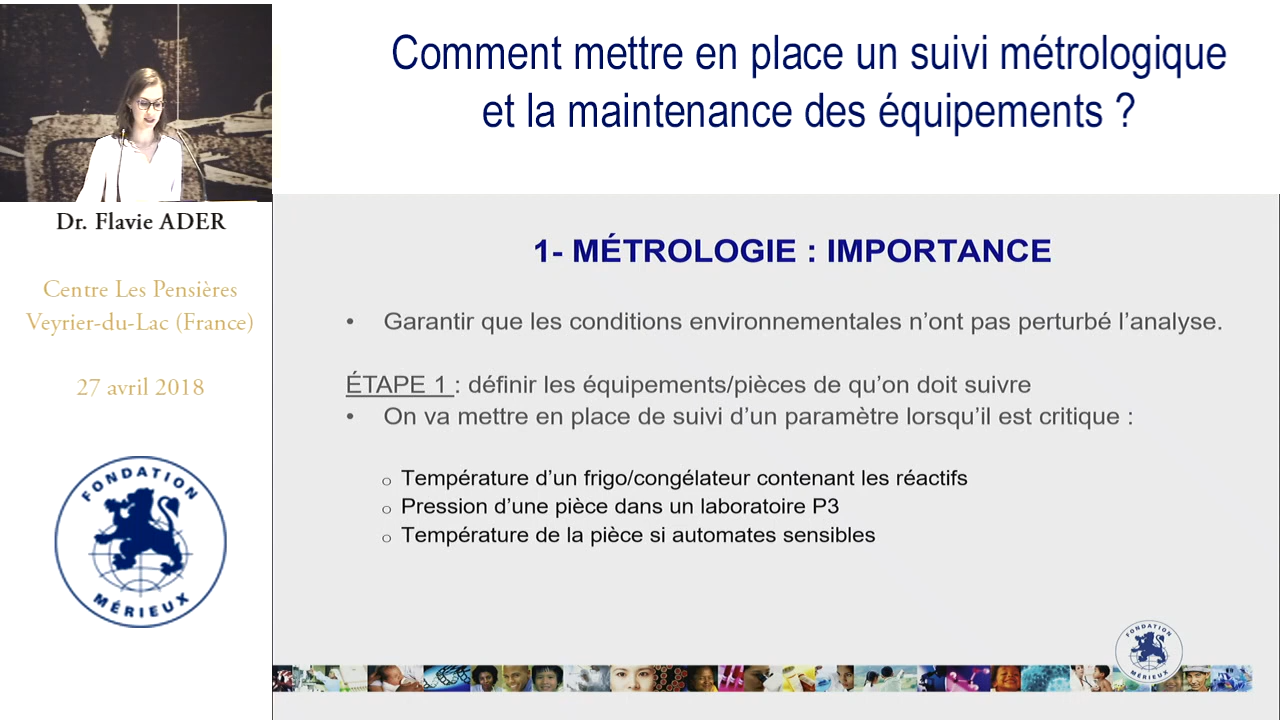 Comment mettre en place un suivi métrologique
et la maintenance des équipements ?
Dr. Flavie ADER
Centre Les Pensières
Veyrier-du-Lac (France)
27 avril 2018
FONDATION
MÉRIEUX
1- MÉTROLOGIE : IMPORTANCE
• Garantir que les conditions environnementales n’ont pas perturbé l’analyse.
ÉTAPE 1 : définir les équipements/pièces de qu’on doit suivre
• On va mettre en place de suivi d’un paramètre lorsqu’il est critique :
o Température d’un frigo/congélateur contenant les réactifs
o Pression d’une pièce dans un laboratoire P3
o Température de la pièce si automates sensibles
FONDATION
MÉRIEUX